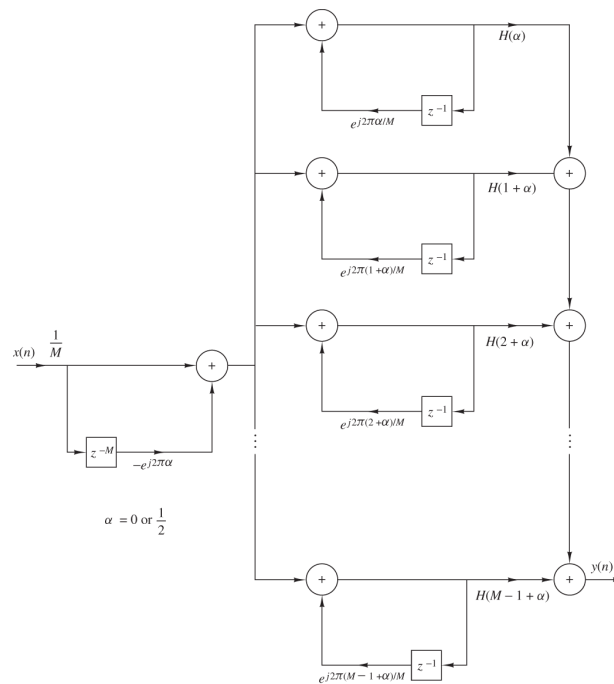 +
H(α)
z⁻¹
e^{j2πα/M}
+
H(1 + α)
+
z⁻¹
e^{j2π(1+α)/M}
+
H(2 + α)
+
z⁻¹
e^{j2π(2+α)/M}
x(n)
1/M
+
z⁻ᴹ
−e^{j2πα}
α = 0 or 1/2
+
H(M − 1 + α)
+
y(n)
z⁻¹
e^{j2π(M−1+α)/M}